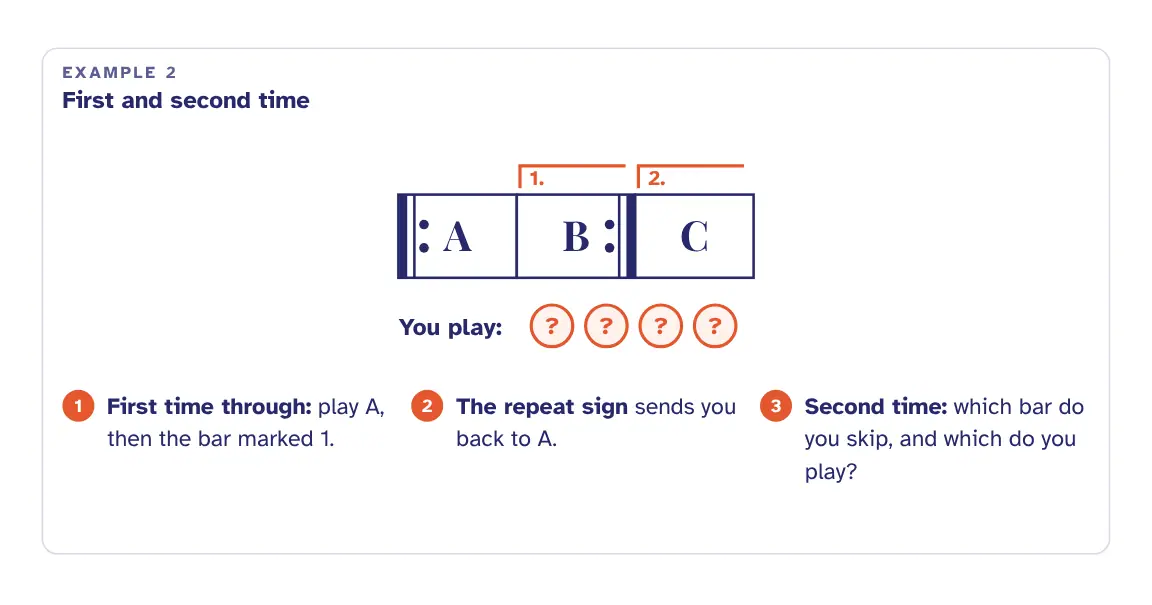 EXAMPLE 2
First and second time
1. 2.
A B C
You play: ? ? ? ?
1 First time through: play A,
then the bar marked 1.
2 The repeat sign sends you
back to A.
3 Second time: which bar do
you skip, and which do you
play?